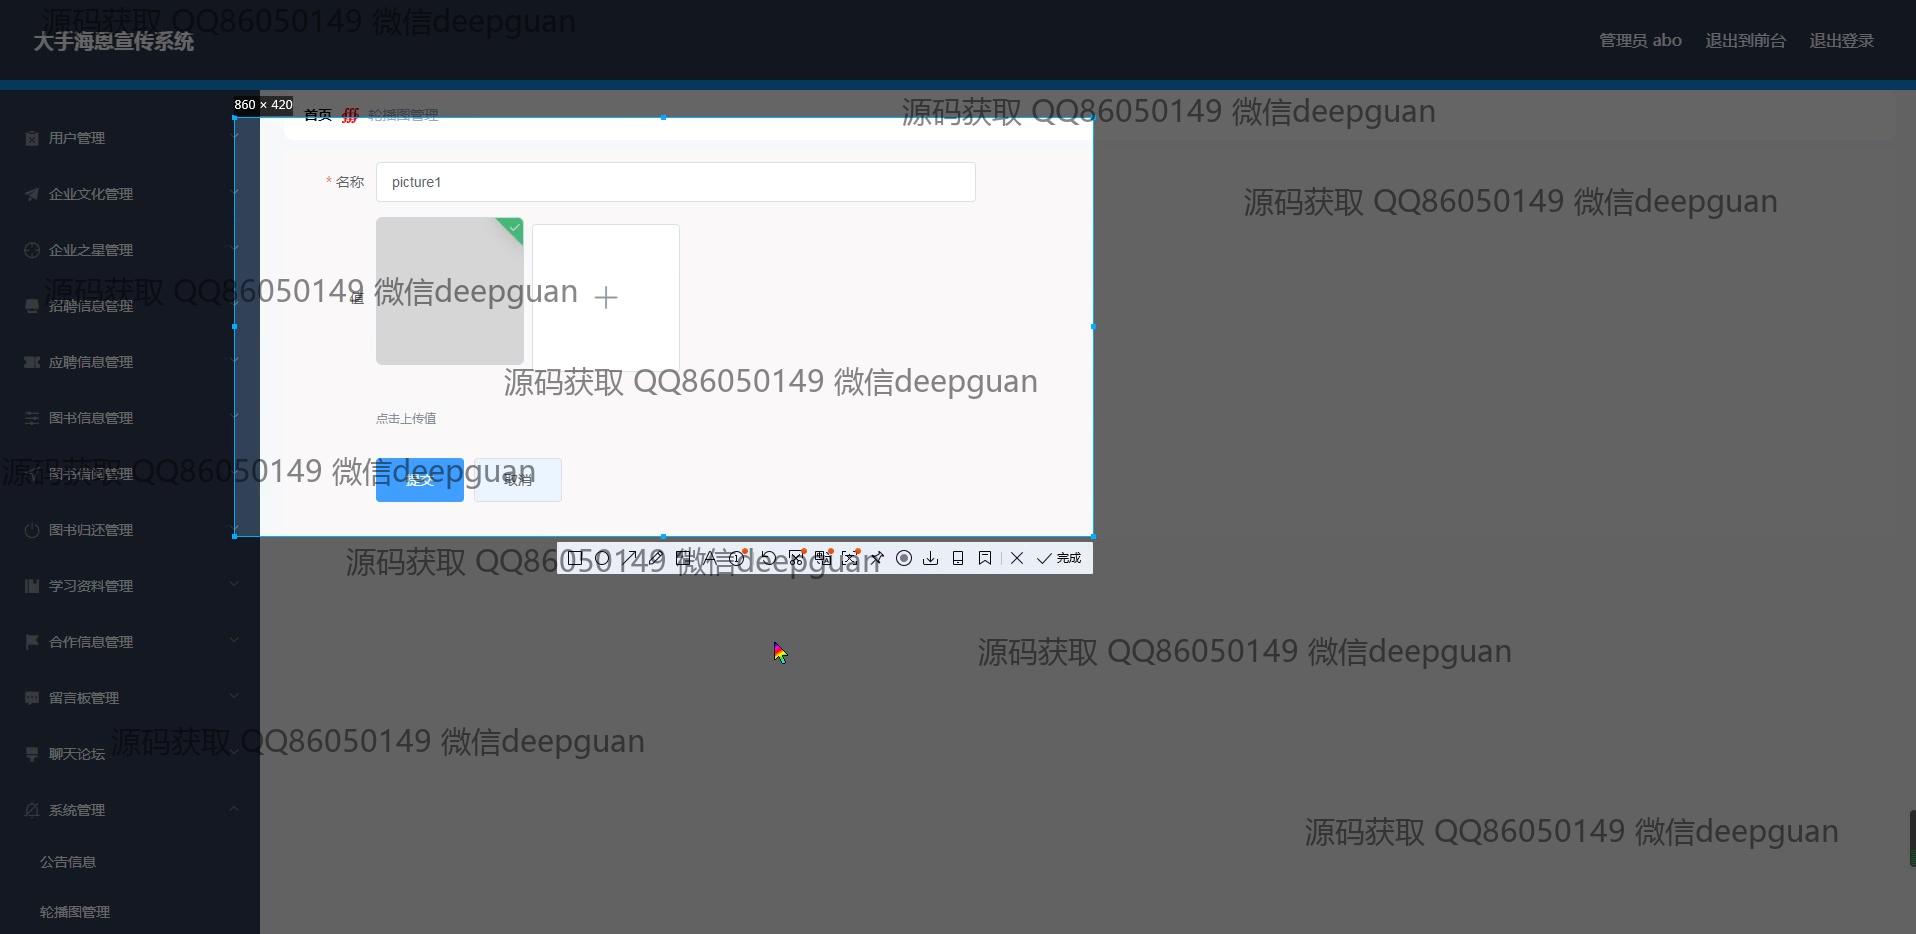 源码获取 QQ86050149 微信deepguan
大手海恩宣传系统
管理员 abo
退出到前台
退出登录
860 × 420
首页
轮播图管理
源码获取 QQ86050149 微信deepguan
用户管理
* 名称
picture1
企业文化管理
源码获取 QQ86050149 微信deepguan
企业之星管理
源码获取 QQ86050149 微信deepguan
值
招聘信息管理
应聘信息管理
源码获取 QQ86050149 微信deepguan
图书信息管理
点击上传值
源码获取 QQ86050149 微信deepguan
图书借阅管理
提交
取消
图书归还管理
源码获取 QQ86050149 微信deepguan
完成
学习资料管理
合作信息管理
源码获取 QQ86050149 微信deepguan
留言板管理
源码获取 QQ86050149 微信deepguan
聊天论坛
系统管理
源码获取 QQ86050149 微信deepguan
公告信息
轮播图管理